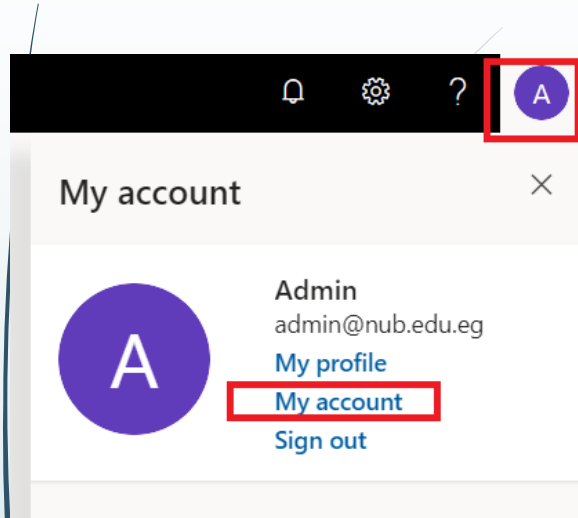 ?
A
My account
A
Admin
admin@nub.edu.eg
My profile
My account
Sign out